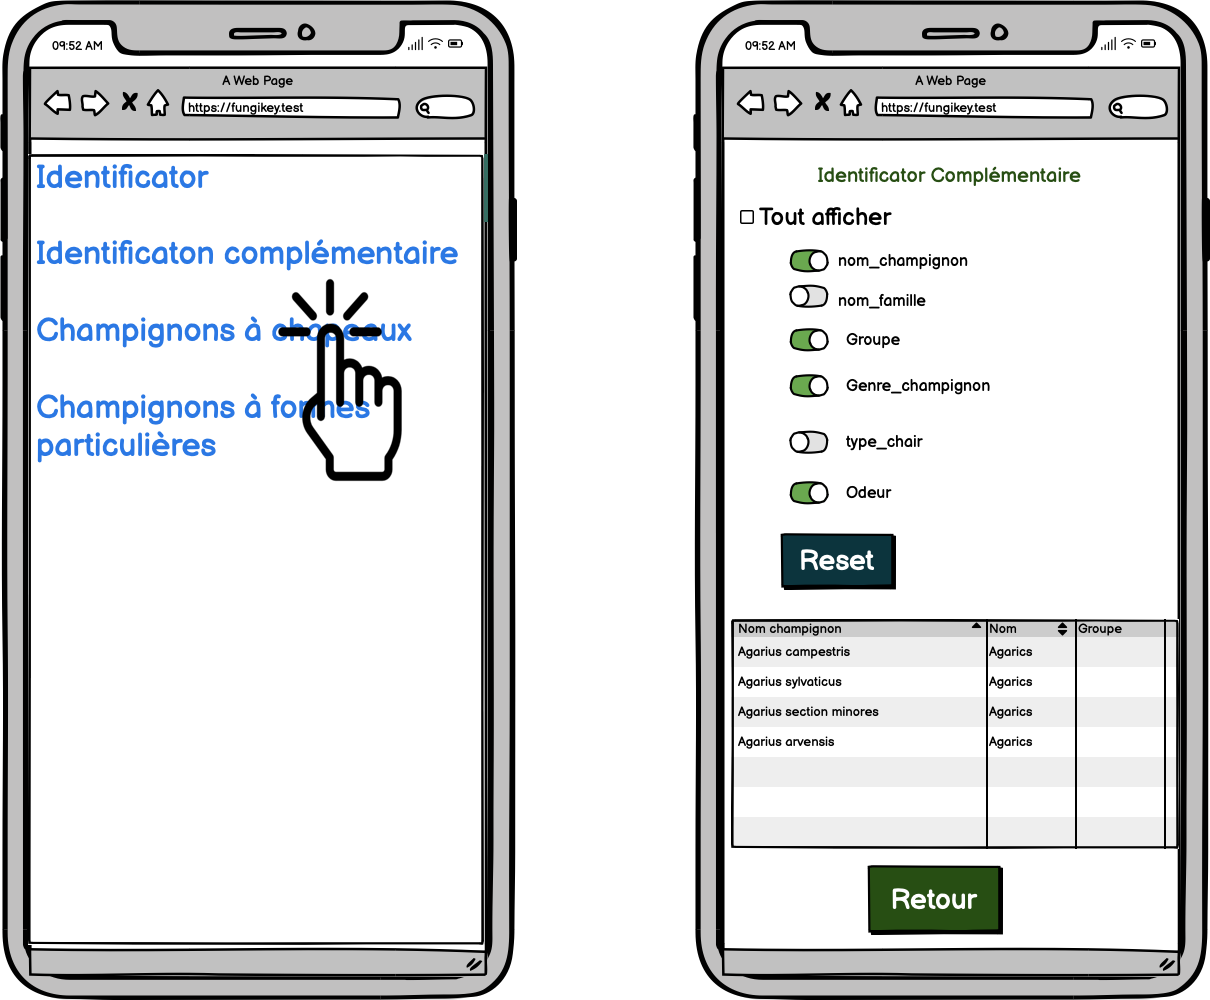 09:52 AM
A Web Page
https://fungikey.test
Identificator
Identificaton complémentaire
Champignons à chapeaux
Champignons à formes
particulières
09:52 AM
A Web Page
https://fungikey.test
Identificator Complémentaire
Tout afficher
nom_champignon
nom_famille
Groupe
Genre_champignon
type_chair
Odeur
Reset
Nom champignon Nom Groupe
Agarius campestris Agarics
Agarius sylvaticus Agarics
Agarius section minores Agarics
Agarius arvensis Agarics
Retour